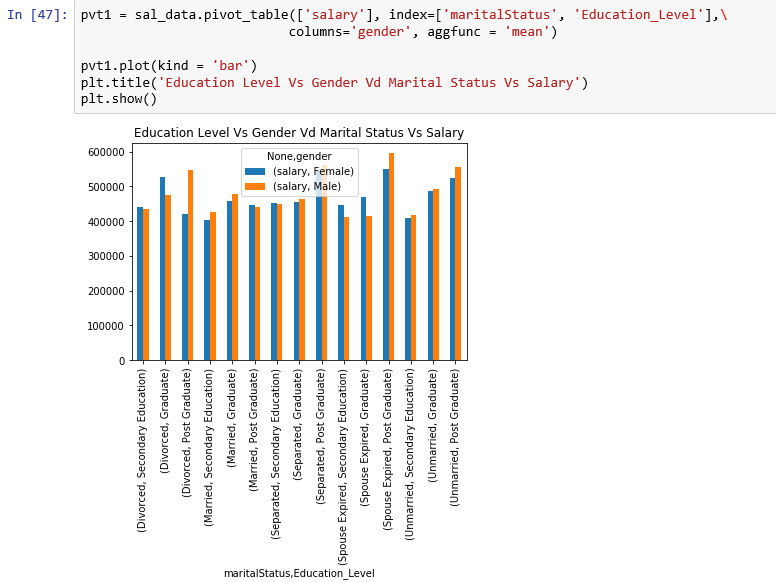 In [47]: pvt1 = sal_data.pivot_table(['salary'], index=['maritalStatus', 'Education_Level'],\
columns='gender', aggfunc = 'mean')
pvt1.plot(kind = 'bar')
plt.title('Education Level Vs Gender Vd Marital Status Vs Salary')
plt.show()
Education Level Vs Gender Vd Marital Status Vs Salary
None,gender
(salary, Female)
(salary, Male)
600000
500000
400000
300000
200000
100000
0
(Divorced, Secondary Education)
(Divorced, Graduate)
(Divorced, Post Graduate)
(Married, Secondary Education)
(Married, Graduate)
(Married, Post Graduate)
(Separated, Secondary Education)
(Separated, Graduate)
(Separated, Post Graduate)
(Spouse Expired, Secondary Education)
(Spouse Expired, Graduate)
(Spouse Expired, Post Graduate)
(Unmarried, Secondary Education)
(Unmarried, Graduate)
(Unmarried, Post Graduate)
maritalStatus,Education_Level